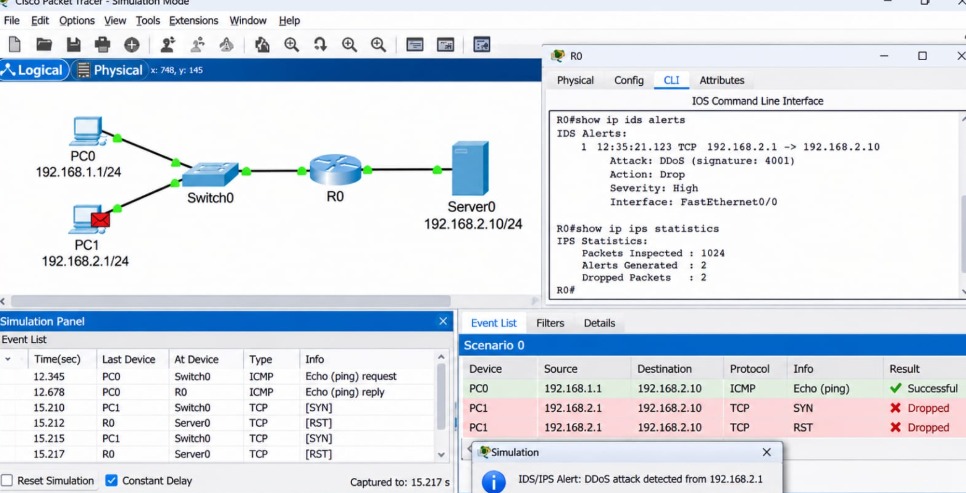 Cisco Packet Tracer - Simulation Mode
File Edit Options View Tools Extensions Window Help
Logical Physical x: 748, y: 145
PC0
192.168.1.1/24
PC1
192.168.2.1/24
Switch0
R0
Server0
192.168.2.10/24
R0
Physical Config CLI Attributes
IOS Command Line Interface
R0#show ip ids alerts
IDS Alerts:
1 12:35:21.123 TCP 192.168.2.1 -> 192.168.2.10
Attack: DDoS (signature: 4001)
Action: Drop
Severity: High
Interface: FastEthernet0/0
R0#show ip ips statistics
IPS Statistics:
Packets Inspected : 1024
Alerts Generated : 2
Dropped Packets : 2
R0#
Simulation Panel
Event List
Time(sec) Last Device At Device Type Info
12.345 PC0 Switch0 ICMP Echo (ping) request
12.678 PC0 R0 ICMP Echo (ping) reply
15.210 PC1 Switch0 TCP [SYN]
15.212 R0 Server0 TCP [RST]
15.215 PC1 Switch0 TCP [SYN]
15.217 R0 Server0 TCP [RST]
Reset Simulation Constant Delay Captured to: 15.217 s
Event List Filters Details
Scenario 0
Device Source Destination Protocol Info Result
PC0 192.168.1.1 192.168.2.10 ICMP Echo (ping) Successful
PC1 192.168.2.1 192.168.2.10 TCP SYN Dropped
PC1 192.168.2.1 192.168.2.10 TCP RST Dropped
Simulation
IDS/IPS Alert: DDoS attack detected from 192.168.2.1